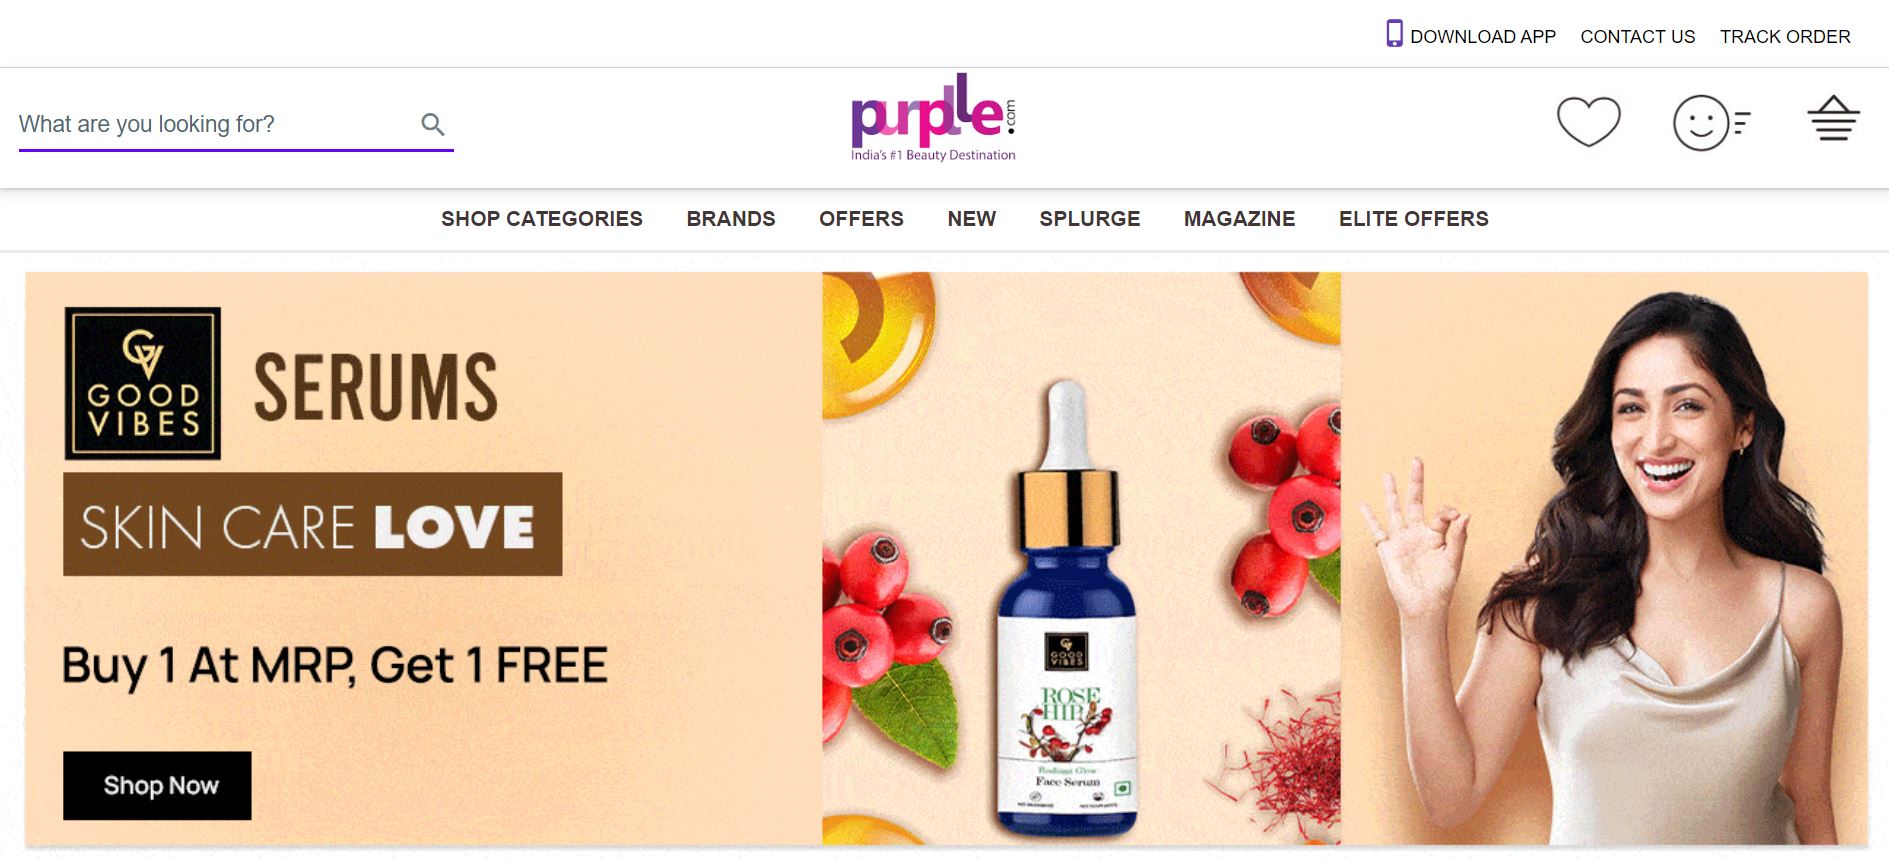 DOWNLOAD APP CONTACT US TRACK ORDER
What are you looking for?
purplle.com
India's #1 Beauty Destination
SHOP CATEGORIES BRANDS OFFERS NEW SPLURGE MAGAZINE ELITE OFFERS
GV
GOOD
VIBES
SERUMS
SKIN CARE LOVE
Buy 1 At MRP, Get 1 FREE
Shop Now
GV
GOOD
VIBES
ROSE
HIP
Radiant Glow
Face Serum